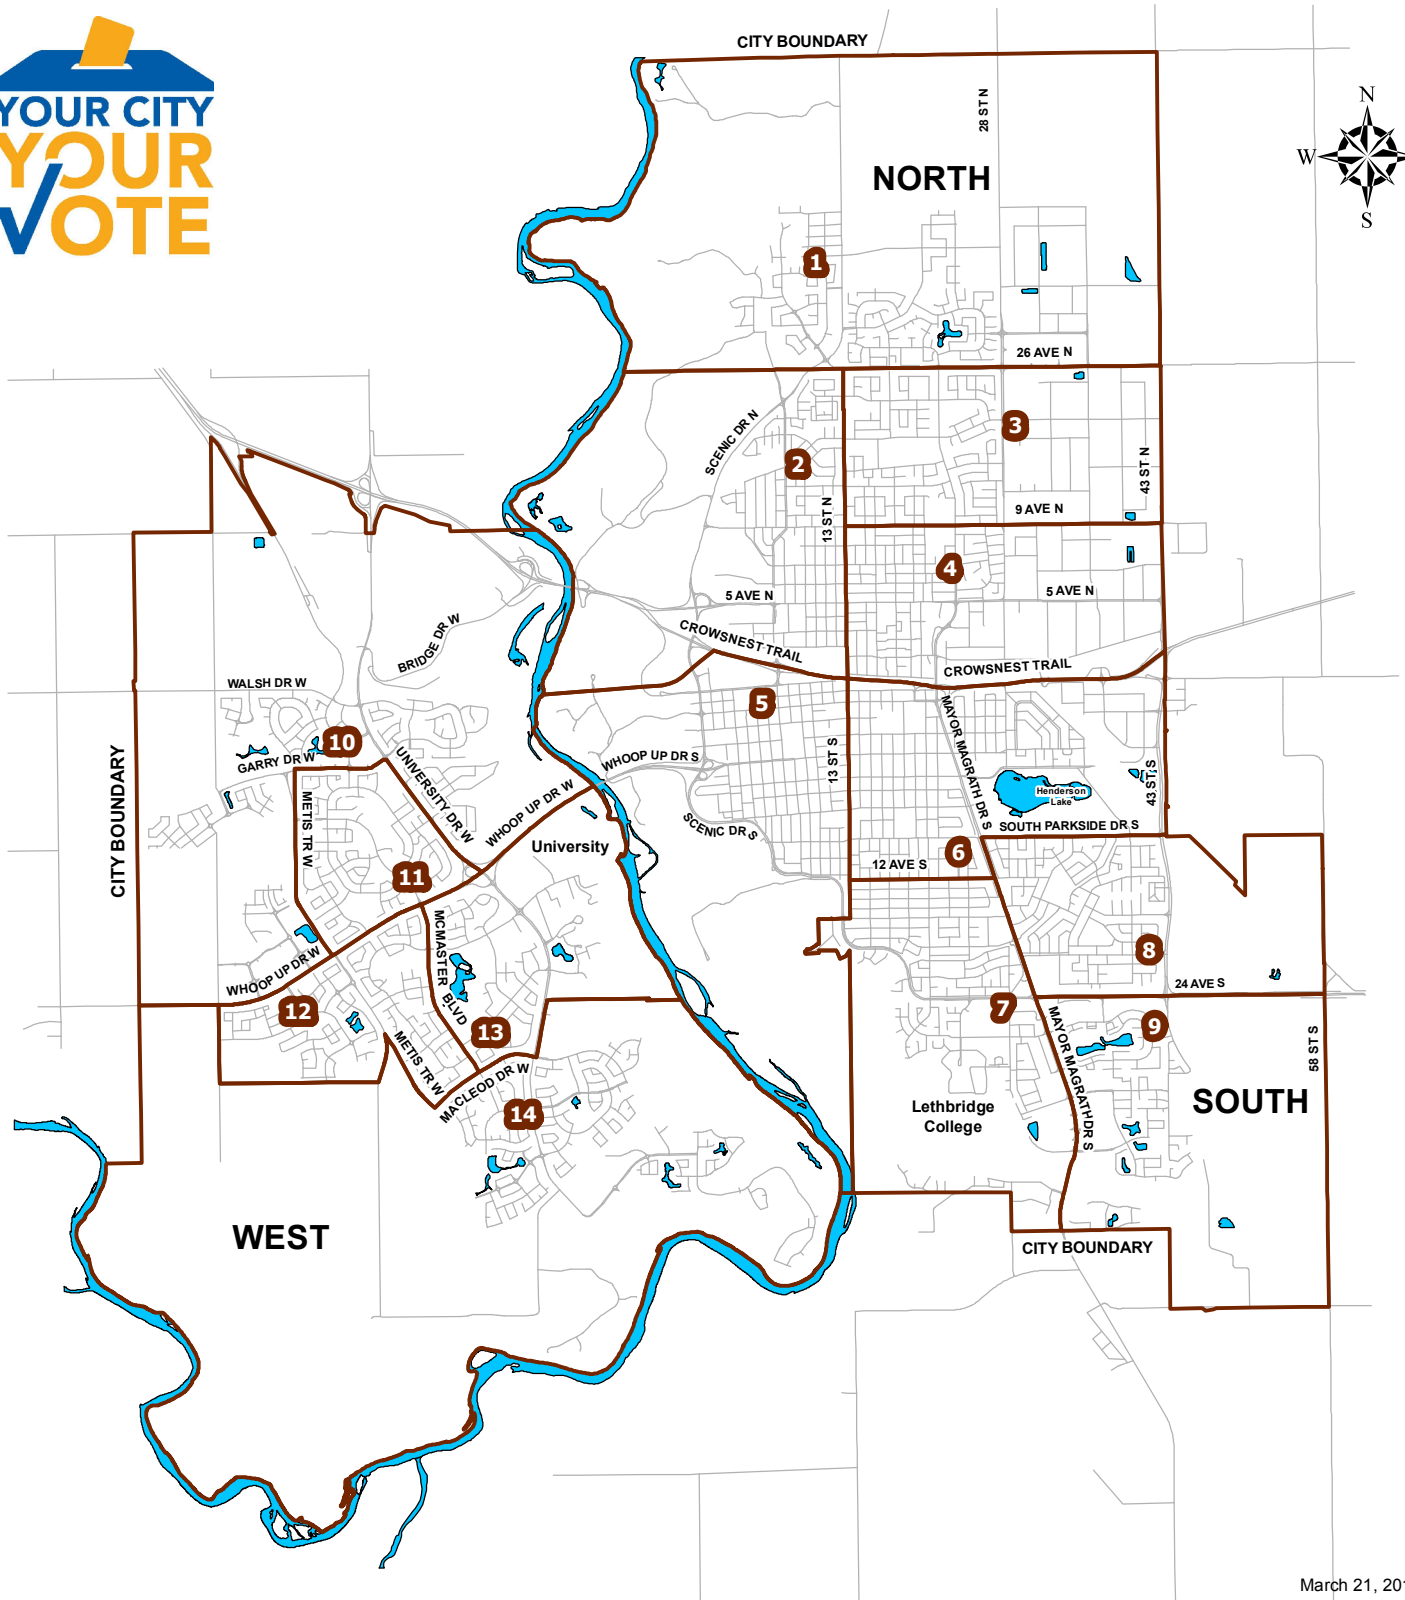 YOUR CITY
YOUR
VOTE
CITY BOUNDARY
N
W
S
28 ST N
NORTH
1
26 AVE N
SCENIC DR N
2
3
13 ST N
43 ST N
9 AVE N
4
5 AVE N
5 AVE N
CROWSNEST TRAIL
CROWSNEST TRAIL
BRIDGE DR W
WALSH DR W
5
MAYOR MAGRATH DR S
10
GARRY DR W
UNIVERSITY DR W
WHOOP UP DR S
13 ST S
43 ST S
CITY BOUNDARY
METIS TR W
WHOOP UP DR W
Henderson
Lake
SCENIC DR S
SOUTH PARKSIDE DR S
University
6
12 AVE S
11
MCMASTER BLVD
8
WHOOP UP DR W
24 AVE S
12
7
13
9
METIS TR W
MAYOR MAGRATH DR S
58 ST S
MACLEOD DR W
14
Lethbridge
College
SOUTH
WEST
CITY BOUNDARY
March 21, 201